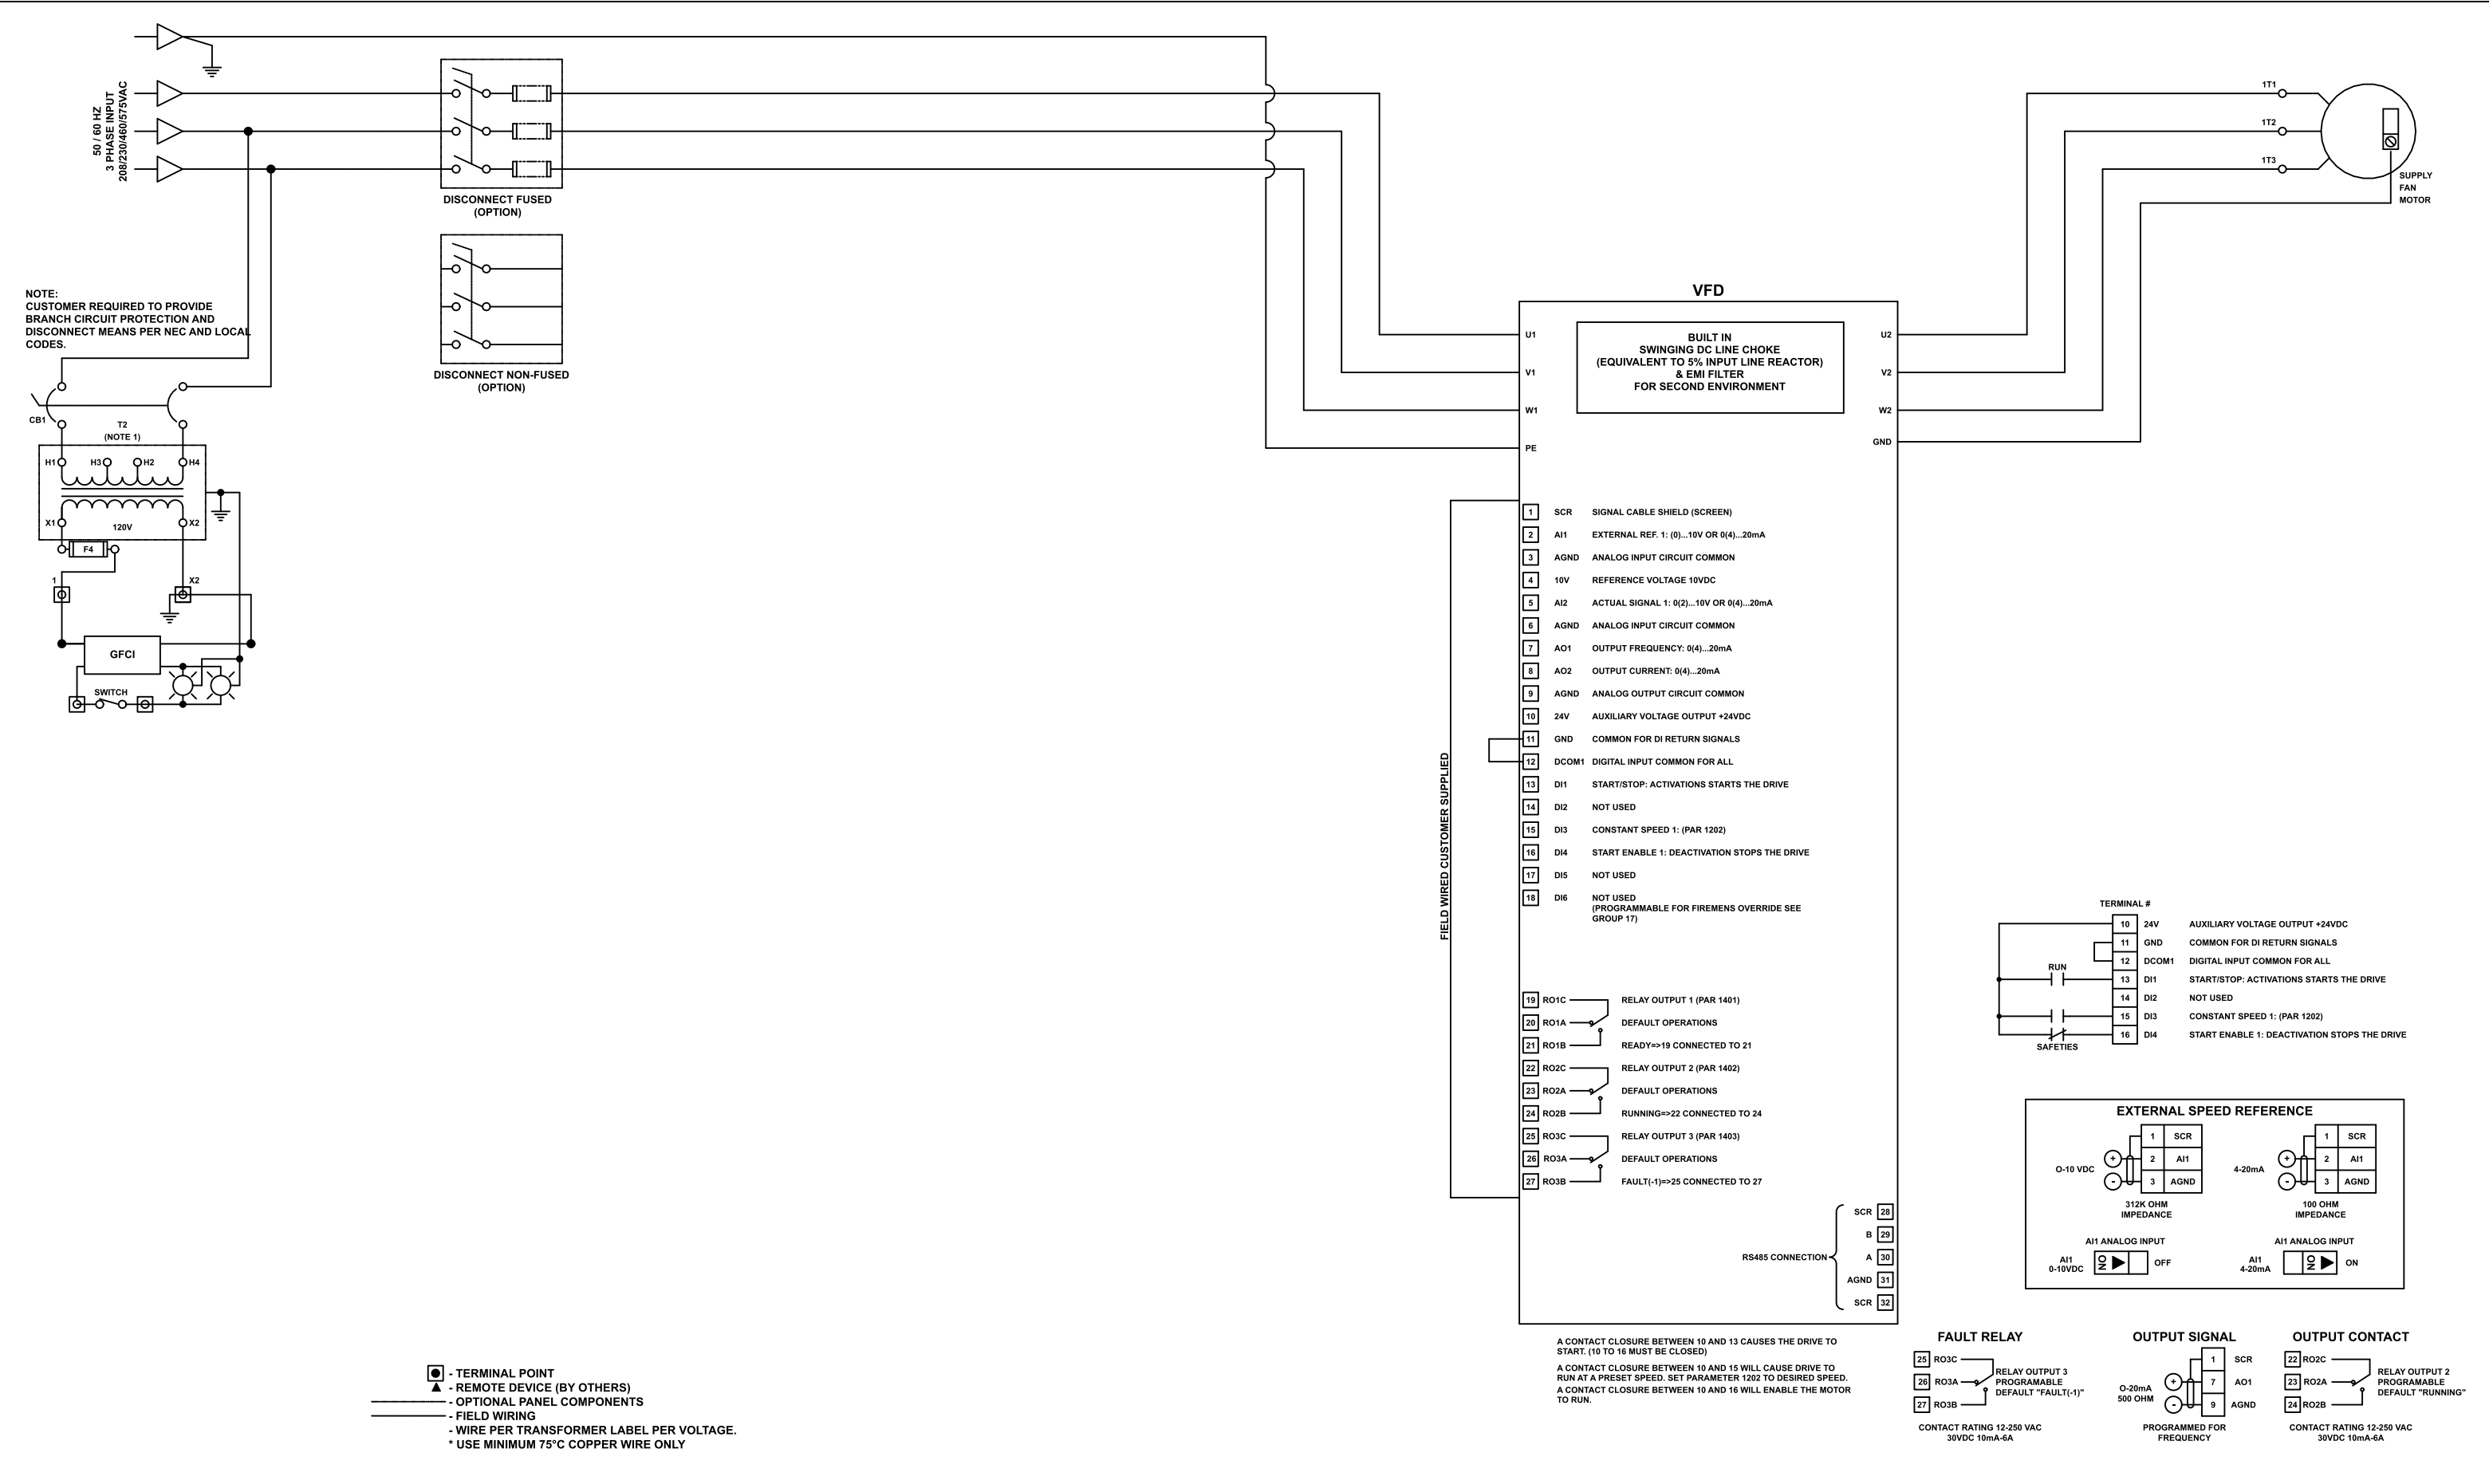 50 / 60 HZ
3 PHASE INPUT
208/230/460/575VAC
DISCONNECT FUSED
(OPTION)
DISCONNECT NON-FUSED
(OPTION)
NOTE:
CUSTOMER REQUIRED TO PROVIDE
BRANCH CIRCUIT PROTECTION AND
DISCONNECT MEANS PER NEC AND LOCAL
CODES.
CB1
T2
(NOTE 1)
H1 H3 H2 H4
X1 120V X2
F4
1 X2
GFCI
SWITCH
1T1
1T2
1T3
SUPPLY
FAN
MOTOR
VFD
BUILT IN
SWINGING DC LINE CHOKE
(EQUIVALENT TO 5% INPUT LINE REACTOR)
& EMI FILTER
FOR SECOND ENVIRONMENT
U1 U2
V1 V2
W1 W2
PE GND
FIELD WIRED CUSTOMER SUPPLIED
1 SCR SIGNAL CABLE SHIELD (SCREEN)
2 AI1 EXTERNAL REF. 1: (0)...10V OR 0(4)...20mA
3 AGND ANALOG INPUT CIRCUIT COMMON
4 10V REFERENCE VOLTAGE 10VDC
5 AI2 ACTUAL SIGNAL 1: 0(2)...10V OR 0(4)...20mA
6 AGND ANALOG INPUT CIRCUIT COMMON
7 AO1 OUTPUT FREQUENCY: 0(4)...20mA
8 AO2 OUTPUT CURRENT: 0(4)...20mA
9 AGND ANALOG OUTPUT CIRCUIT COMMON
10 24V AUXILIARY VOLTAGE OUTPUT +24VDC
11 GND COMMON FOR DI RETURN SIGNALS
12 DCOM1 DIGITAL INPUT COMMON FOR ALL
13 DI1 START/STOP: ACTIVATIONS STARTS THE DRIVE
14 DI2 NOT USED
15 DI3 CONSTANT SPEED 1: (PAR 1202)
16 DI4 START ENABLE 1: DEACTIVATION STOPS THE DRIVE
17 DI5 NOT USED
18 DI6 NOT USED
(PROGRAMMABLE FOR FIREMENS OVERRIDE SEE
GROUP 17)
19 RO1C RELAY OUTPUT 1 (PAR 1401)
20 RO1A DEFAULT OPERATIONS
21 RO1B READY=>19 CONNECTED TO 21
22 RO2C RELAY OUTPUT 2 (PAR 1402)
23 RO2A DEFAULT OPERATIONS
24 RO2B RUNNING=>22 CONNECTED TO 24
25 RO3C RELAY OUTPUT 3 (PAR 1403)
26 RO3A DEFAULT OPERATIONS
27 RO3B FAULT(-1)=>25 CONNECTED TO 27
SCR 28
B 29
RS485 CONNECTION A 30
AGND 31
SCR 32
A CONTACT CLOSURE BETWEEN 10 AND 13 CAUSES THE DRIVE TO
START. (10 TO 16 MUST BE CLOSED)
A CONTACT CLOSURE BETWEEN 10 AND 15 WILL CAUSE DRIVE TO
RUN AT A PRESET SPEED. SET PARAMETER 1202 TO DESIRED SPEED.
A CONTACT CLOSURE BETWEEN 10 AND 16 WILL ENABLE THE MOTOR
TO RUN.
TERMINAL #
10 24V AUXILIARY VOLTAGE OUTPUT +24VDC
11 GND COMMON FOR DI RETURN SIGNALS
12 DCOM1 DIGITAL INPUT COMMON FOR ALL
RUN
13 DI1 START/STOP: ACTIVATIONS STARTS THE DRIVE
14 DI2 NOT USED
15 DI3 CONSTANT SPEED 1: (PAR 1202)
16 DI4 START ENABLE 1: DEACTIVATION STOPS THE DRIVE
SAFETIES
EXTERNAL SPEED REFERENCE
O-10 VDC
+
-
1 SCR
2 AI1
3 AGND
312K OHM
IMPEDANCE
AI1 ANALOG INPUT
AI1
0-10VDC
ON
OFF
4-20mA
+
-
1 SCR
2 AI1
3 AGND
100 OHM
IMPEDANCE
AI1 ANALOG INPUT
AI1
4-20mA
ON
ON
FAULT RELAY
25 RO3C
26 RO3A
27 RO3B
RELAY OUTPUT 3
PROGRAMABLE
DEFAULT "FAULT(-1)"
CONTACT RATING 12-250 VAC
30VDC 10mA-6A
OUTPUT SIGNAL
O-20mA
500 OHM
+
-
1 SCR
7 AO1
9 AGND
PROGRAMMED FOR
FREQUENCY
OUTPUT CONTACT
22 RO2C
23 RO2A
24 RO2B
RELAY OUTPUT 2
PROGRAMABLE
DEFAULT "RUNNING"
CONTACT RATING 12-250 VAC
30VDC 10mA-6A
- TERMINAL POINT
- REMOTE DEVICE (BY OTHERS)
- OPTIONAL PANEL COMPONENTS
- FIELD WIRING
- WIRE PER TRANSFORMER LABEL PER VOLTAGE.
* USE MINIMUM 75°C COPPER WIRE ONLY